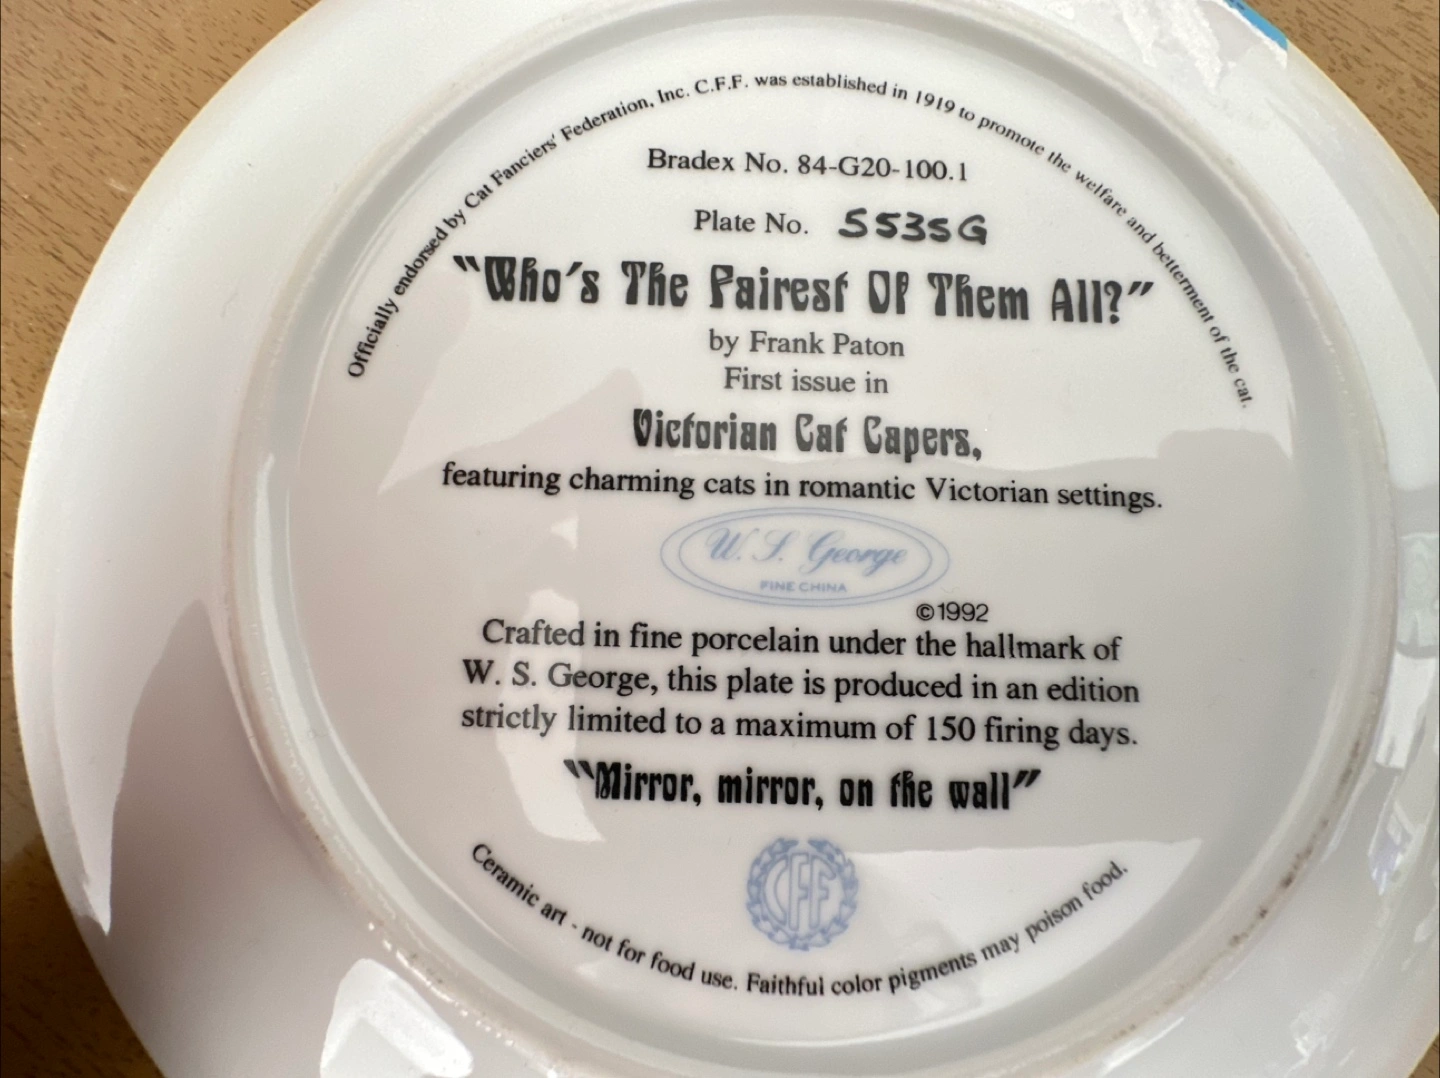 Officially endorsed by Cat Fanciers' Federation, Inc. C.F.F. was established in 1919 to promote the welfare and betterment of the cat.
Bradex No. 84-G20-100.1
Plate No. 5535G
"Who's The Fairest Of Them All?"
by Frank Paton
First issue in
Victorian Cat Capers,
featuring charming cats in romantic Victorian settings.
W. S. George
FINE CHINA
©1992
Crafted in fine porcelain under the hallmark of
W. S. George, this plate is produced in an edition
strictly limited to a maximum of 150 firing days.
"Mirror, mirror, on the wall"
CFF
Ceramic art - not for food use. Faithful color pigments may poison food.